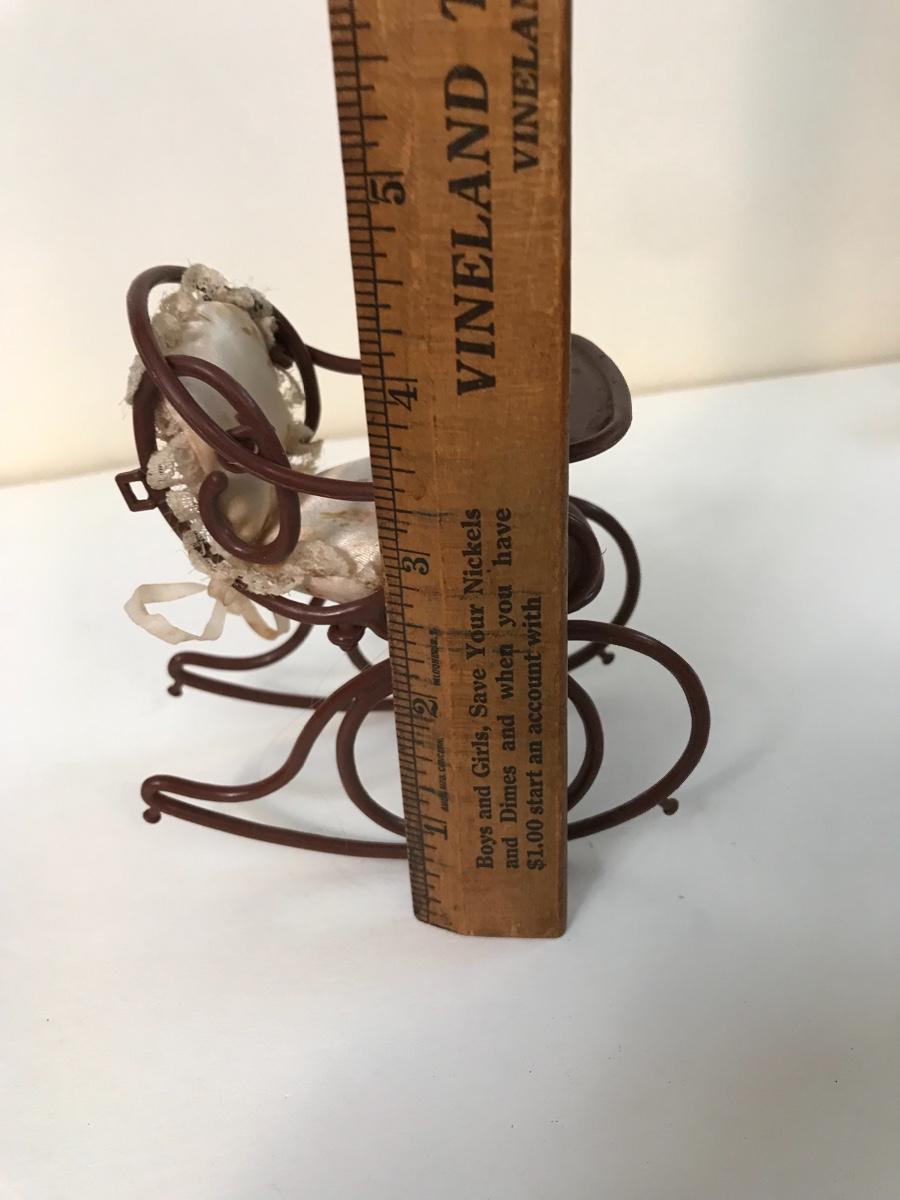 VINELAND T
VINELAN
5
4
3
2
1
Boys and Girls, Save Your Nickels
and Dimes and when you have
$1.00 start an account with